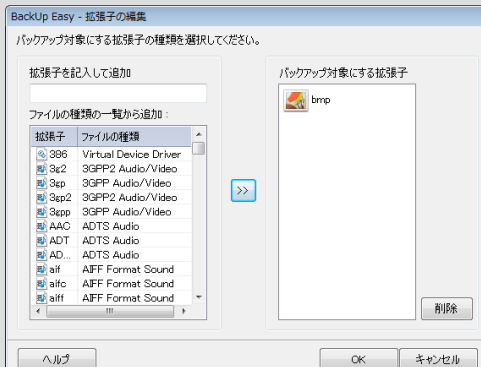 BackUp Easy - 拡張子の編集
バックアップ対象にする拡張子の種類を選択してください。
拡張子を記入して追加
ファイルの種類の一覧から追加：
拡張子 ファイルの種類
386 Virtual Device Driver
3g2 3GPP2 Audio/Video
3gp 3GPP Audio/Video
3gp2 3GPP2 Audio/Video
3gpp 3GPP Audio/Video
AAC ADTS Audio
ADT ADTS Audio
AD... ADTS Audio
aif AIFF Format Sound
aifc AIFF Format Sound
aiff AIFF Format Sound
>>
バックアップ対象にする拡張子
bmp
削除
ヘルプ
OK
キャンセル